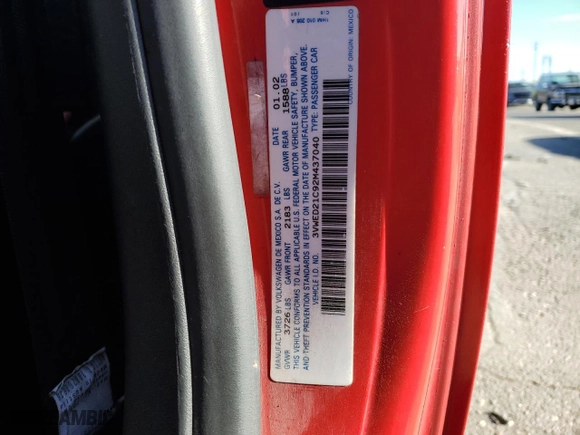 MANUFACTURED BY VOLKSWAGEN DE MEXICO S.A. DE C.V. DATE 01.02
GVWR 3726 LBS GAWR FRONT 2183 LBS GAWR REAR 1588 LBS
THIS VEHICLE CONFORMS TO ALL APPLICABLE U.S. FEDERAL MOTOR VEHICLE SAFETY, BUMPER,
AND THEFT PREVENTION STANDARDS IN EFFECT ON THE DATE OF MANUFACTURE SHOWN ABOVE.
VEHICLE I.D. NO. 3VWED21C92M437040 TYPE: PASSENGER CAR
COUNTRY OF ORIGIN: MEXICO